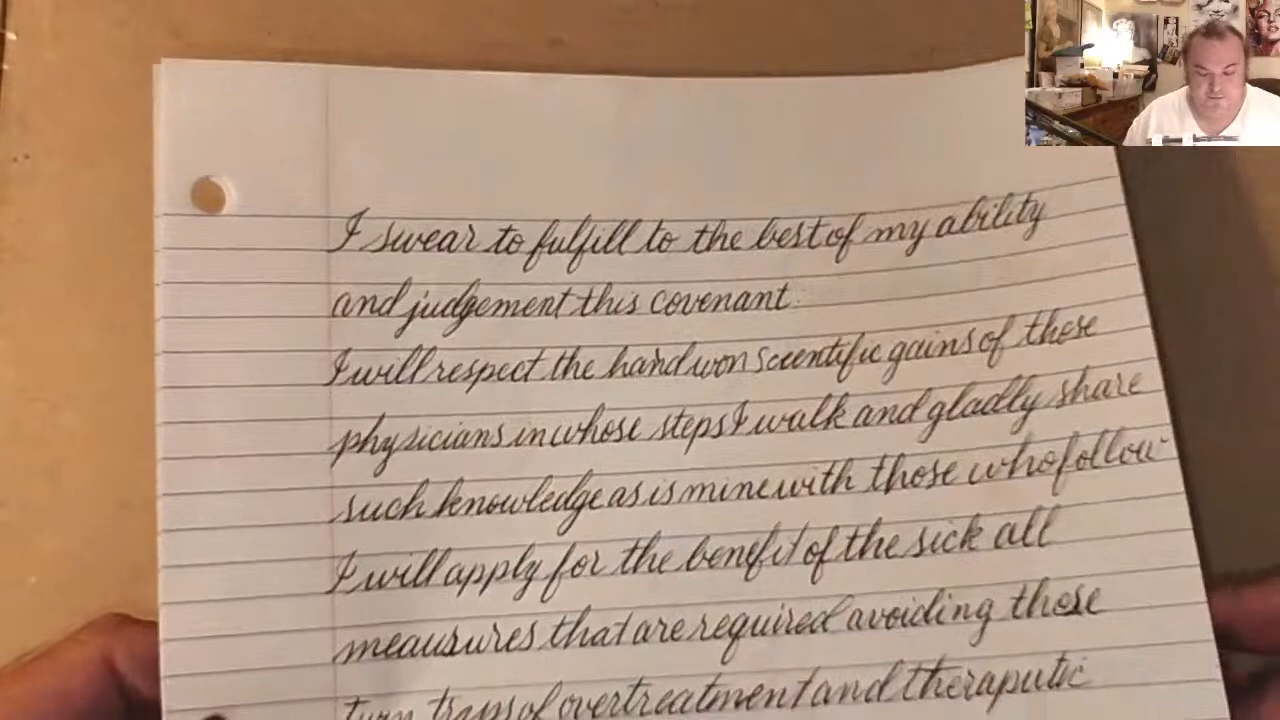 I swear to fulfill to the best of my ability
and judgement this covenant.
I will respect the hard won scientific gains of those
physicians in whose steps I walk and gladly share
such knowledge as is mine with those who follow
I will apply for the benefit of the sick all
meausures that are required avoiding those
twin traps of overtreatment and theraputic